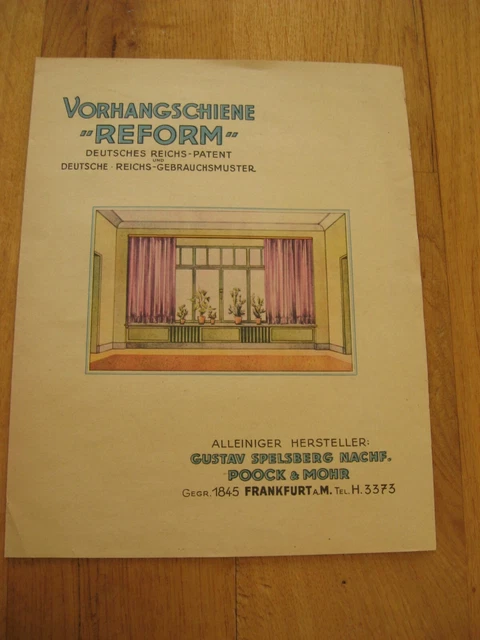 VORHANGSCHIENE
"REFORM"
DEUTSCHES REICHS-PATENT
UND
DEUTSCHE REICHS-GEBRAUCHSMUSTER
ALLEINIGER HERSTELLER:
GUSTAV SPELSBERG NACHF.
POOCK & MOHR
GEGR. 1845 FRANKFURT A. M. TEL. H. 3373